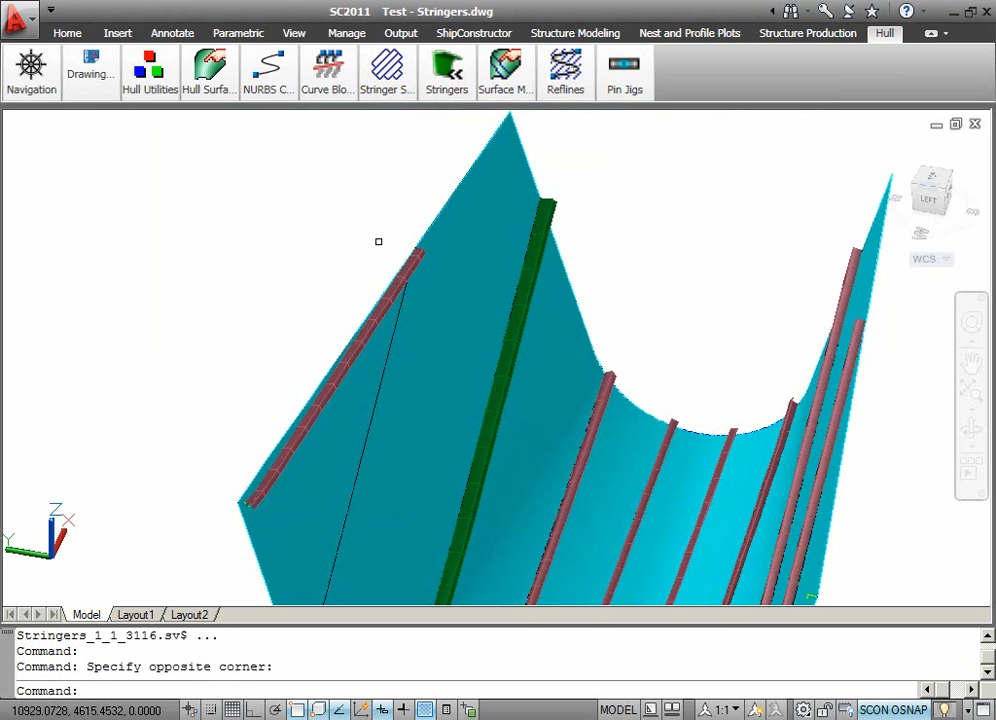 SC2011 Test - Stringers.dwg
Home Insert Annotate Parametric View Manage Output ShipConstructor Structure Modeling Nest and Profile Plots Structure Production Hull
Navigation Drawing... Hull Utilities Hull Surfa... NURBS C... Curve Blo... Stringer S... Stringers Surface M... Reflines Pin Jigs
LEFT
WCS
Z
X
Y
Model Layout1 Layout2
Stringers_1_1_3116.sv$ ...
Command:
Command: Specify opposite corner:
Command:
10929.0728, 4615.4532, 0.0000 MODEL 1:1 SCON OSNAP